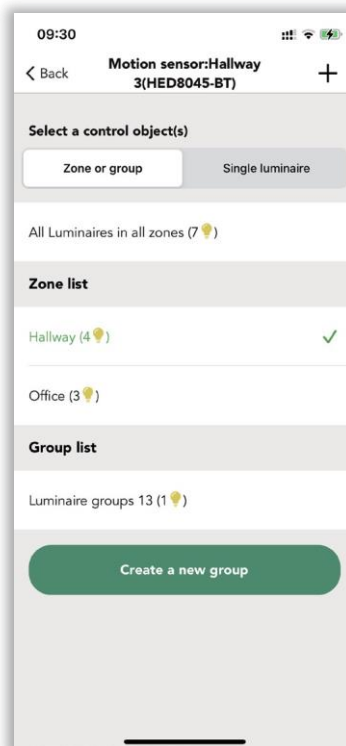 09:30
Back
Motion sensor:Hallway
3(HED8045-BT)
+
Select a control object(s)
Zone or group
Single luminaire
All Luminaires in all zones (7💡)
Zone list
Hallway (4💡)
Office (3💡)
Group list
Luminaire groups 13 (1💡)
Create a new group